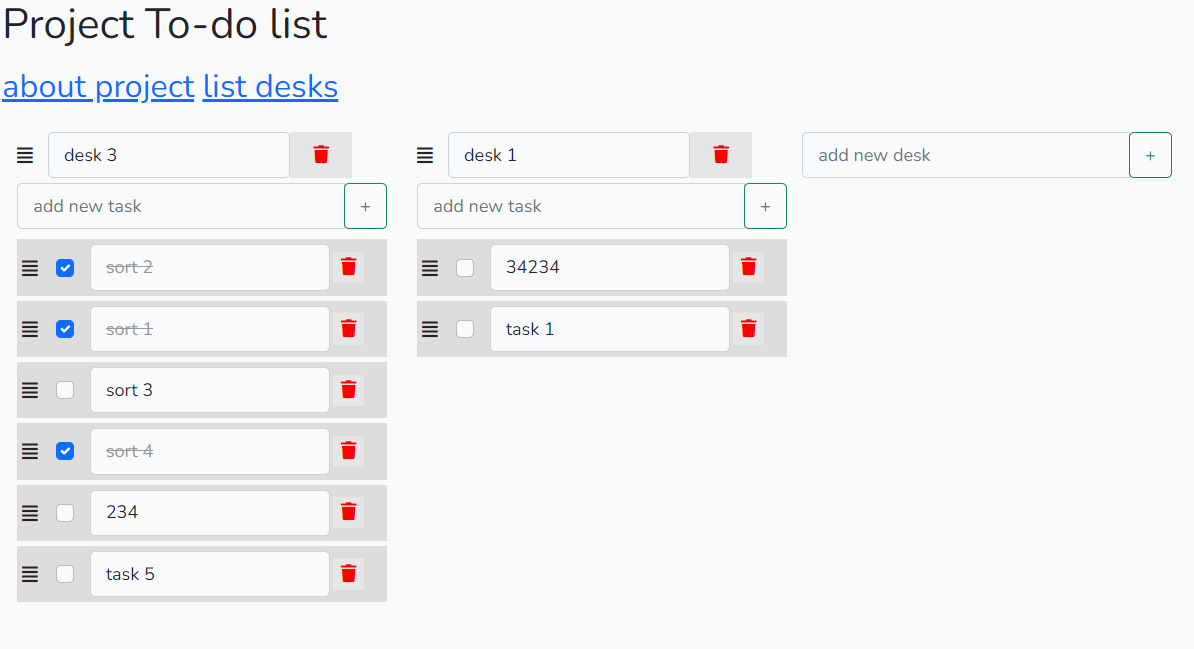 Project To-do list
about project list desks
desk 3
add new task +
sort 2
sort 1
sort 3
sort 4
234
task 5
desk 1
add new task +
34234
task 1
add new desk +